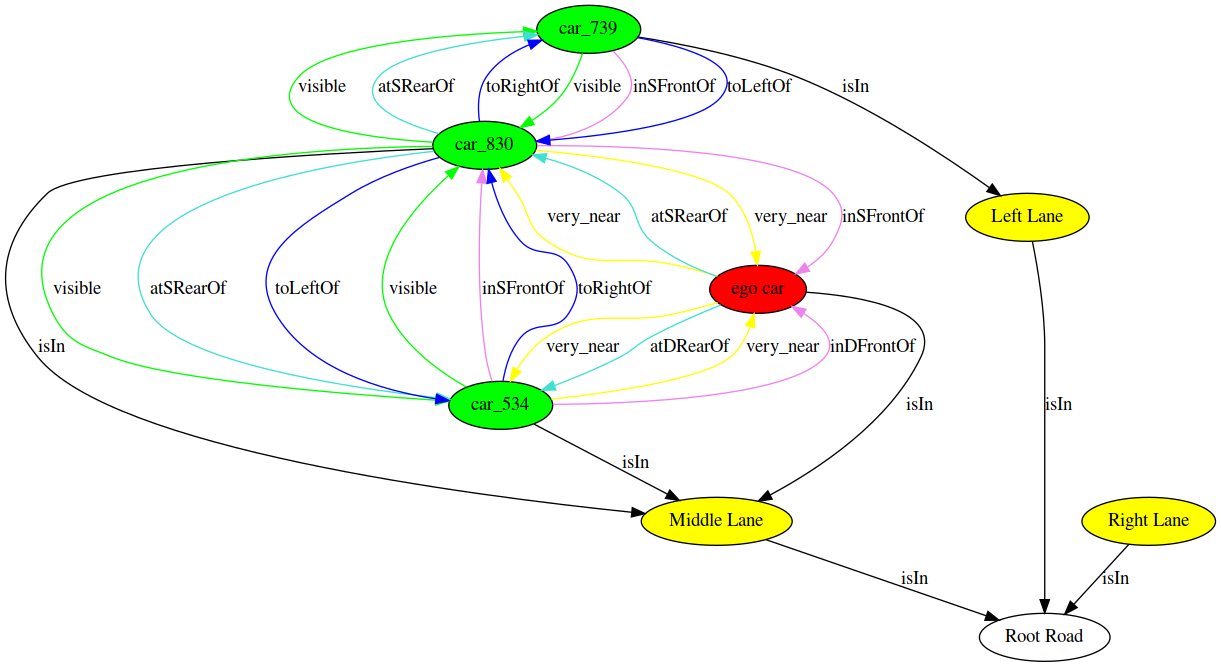 car_739
visible
atSRearOf
toRightOf
visible
inSFrontOf
toLeftOf
isIn
car_830
very_near
atSRearOf
very_near
inSFrontOf
Left Lane
visible
atSRearOf
toLeftOf
visible
inSFrontOf
toRightOf
ego car
isIn
very_near
atDRearOf
very_near
inDFrontOf
car_534
isIn
isIn
isIn
Middle Lane
Right Lane
isIn
isIn
Root Road